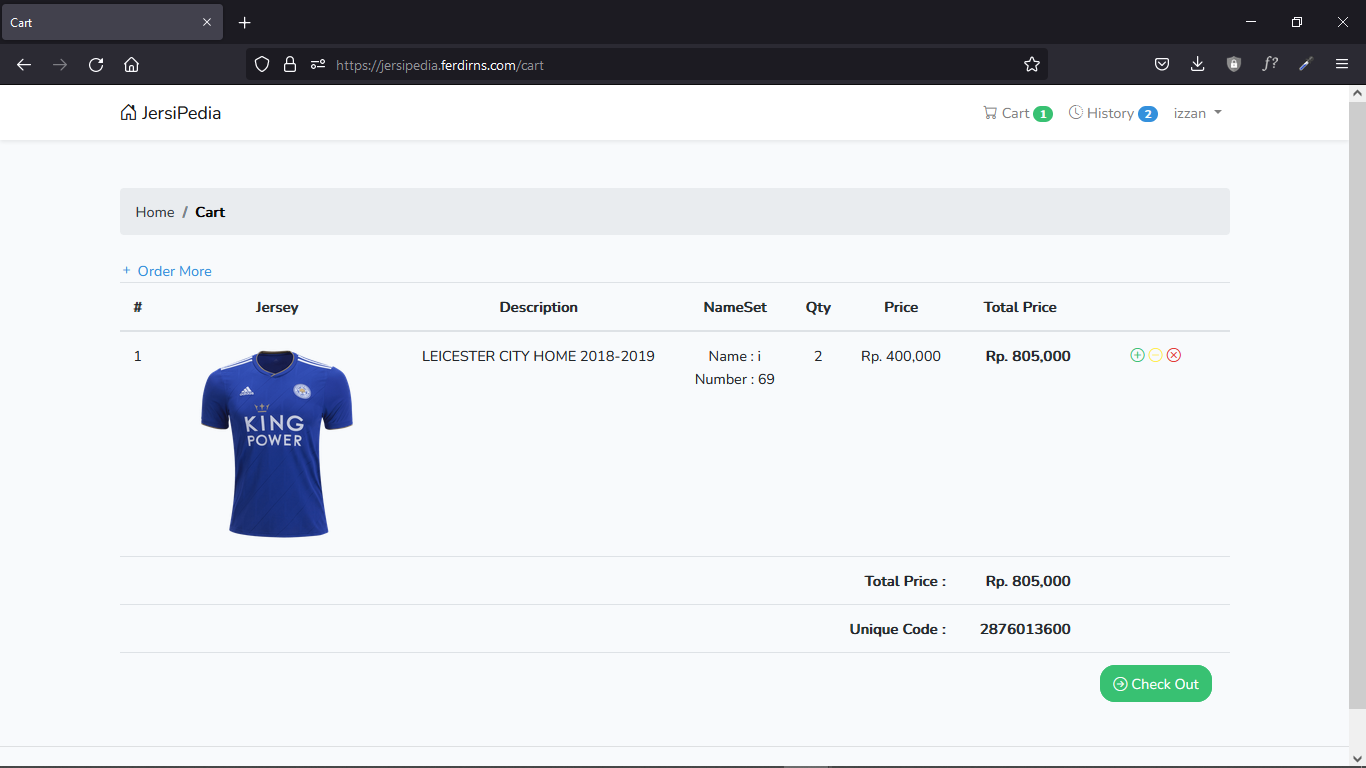 Cart
https://jersipedia.ferdirns.com/cart
f?
JersiPedia
Cart 1 History 2 izzan
Home / Cart
+ Order More
# Jersey Description NameSet Qty Price Total Price
1 LEICESTER CITY HOME 2018-2019 Name : i 2 Rp. 400,000 Rp. 805,000
Number : 69
KING
POWER
Total Price : Rp. 805,000
Unique Code : 2876013600
Check Out